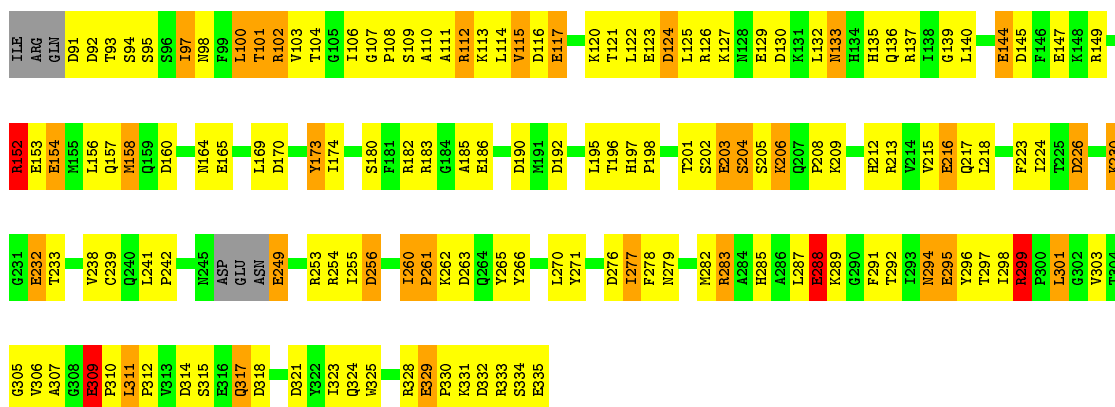 ILE ARG GLN D91 D92 T93 S94 S95 S96 I97 N98 F99 L100 T101 R102 V103 T104 G105 I106 G107 P108 S109 A110 A111 R112 K113 L114 V115 D116 E117 K120 T121 L122 E123 D124 L125 R126 K127 N128 E129 D130 K131 L132 N133 H134 H135 Q136 R137 I138 G139 L140 E144 D145 F146 E147 K148 R149
R152 E153 E154 M155 L156 Q157 M158 Q159 D160 N164 E165 L169 D170 Y173 I174 S180 F181 R182 R183 G184 A185 E186 D190 M191 D192 L195 T196 H197 P198 T201 S202 E203 S204 S205 K206 Q207 P208 K209 H212 R213 V214 V215 E216 Q217 L218 F223 I224 T225 D226
G231 E232 T233 V238 C239 Q240 L241 P242 N245 ASP GLU ASN E249 R253 R254 I255 D256 I260 P261 K262 D263 Q264 Y265 Y266 L270 Y271 D276 I277 F278 N279 M282 R283 A284 H285 A286 L287 E288 K289 G290 F291 T292 I293 N294 E295 Y296 T297 I298 R299 P300 L301 G302 V303 T304
G305 V306 A307 G308 E309 P310 L311 P312 V313 D314 S315 E316 Q317 D318 D321 Y322 I323 Q324 W325 R328 E329 P330 K331 D332 R333 S334 E335